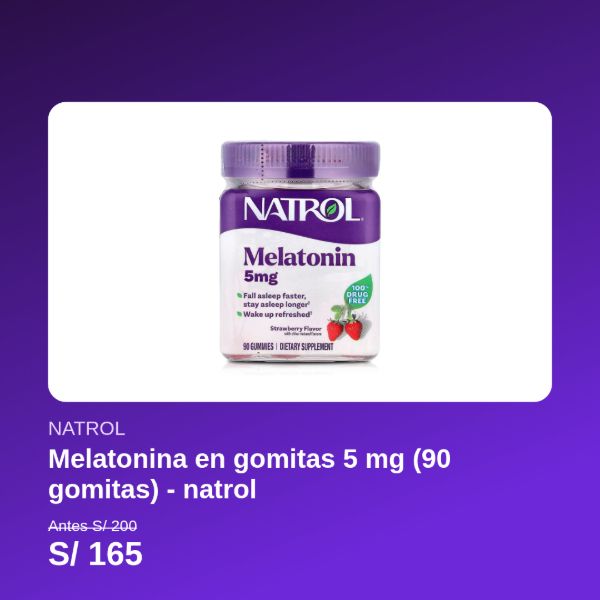 NATROL
Melatonin
5mg
Fall asleep faster,
stay asleep longer†
Wake up refreshed†
100%
DRUG
FREE
Strawberry Flavor
90 GUMMIES | DIETARY SUPPLEMENT
NATROL
Melatonina en gomitas 5 mg (90
gomitas) - natrol
Antes S/ 200
S/ 165